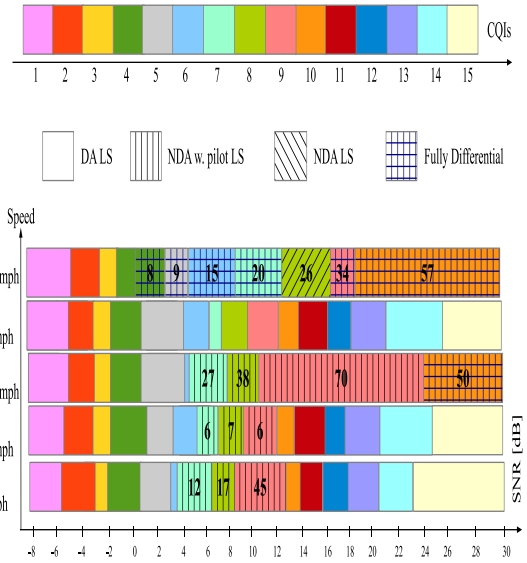 CQIs
1 2 3 4 5 6 7 8 9 10 11 12 13 14 15
DA LS NDA w. pilot LS NDA LS Fully Differential
Speed
mph 8 9 15 20 26 34 57
mph
mph 27 38 70 50
mph 6 7 6
ph 12 17 45
SNR [dB]
-8 -6 -4 -2 0 2 4 6 8 10 12 14 16 18 20 22 24 26 28 30